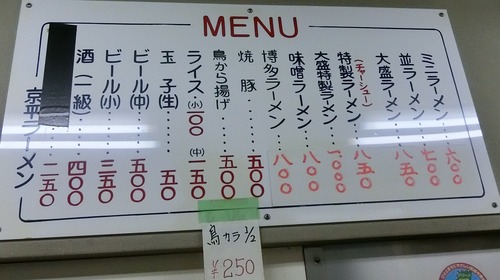 MENU
ミニラーメン‥‥六〇〇
並ラーメン‥‥七〇〇
大盛ラーメン‥‥八五〇
(チャーシュー)
特製ラーメン‥‥八五〇
大盛特製ラーメン‥‥一〇〇〇
味噌ラーメン‥‥八〇〇
博多ラーメン‥‥八〇〇
焼豚‥‥五〇〇
鳥から揚げ‥‥五〇〇
ライス(小)一〇〇(中)一五〇
玉子(生)‥‥五〇
ビール(中)‥‥五五〇
ビール(小)‥‥三五〇
酒(一級)‥‥四〇〇
京平ラーメン
二五〇
鳥カラ1/2
¥250